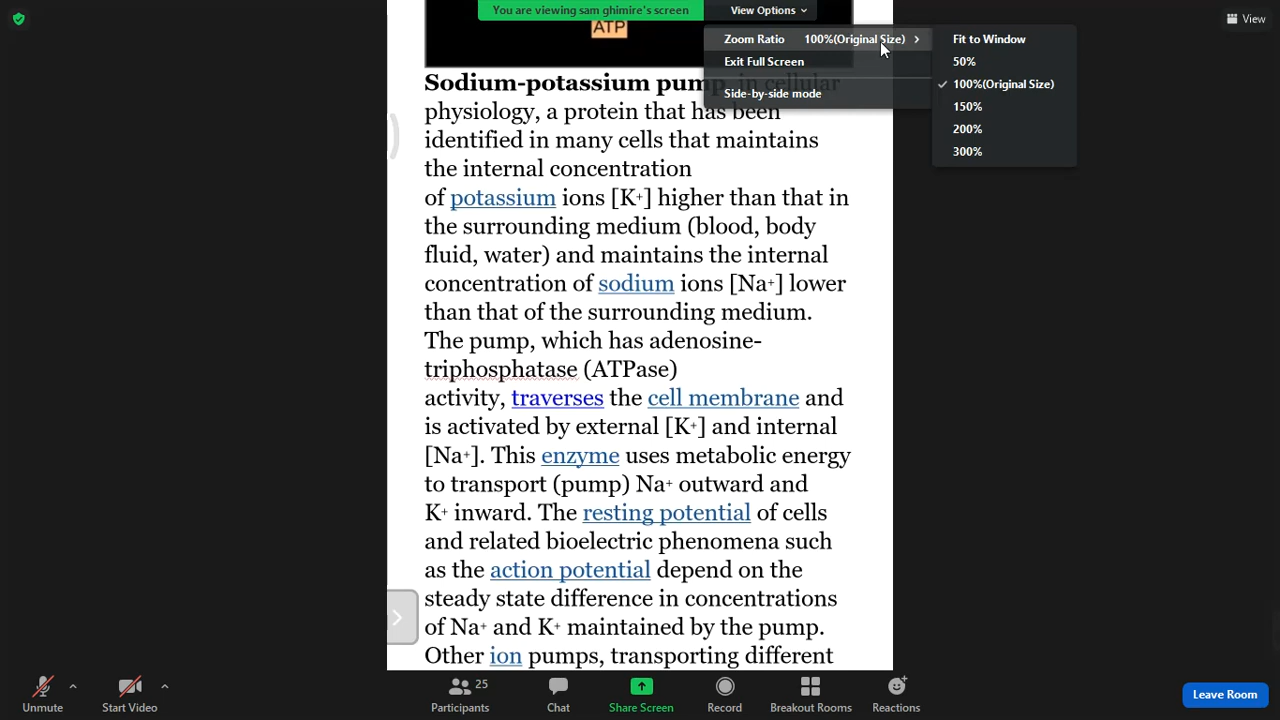 You are viewing sam ghimire's screen
View Options
View
ATP
Zoom Ratio 100%(Original Size)
Exit Full Screen
Side-by-side mode
Fit to Window
50%
100%(Original Size)
150%
200%
300%
Sodium-potassium pump, in cellular
physiology, a protein that has been
identified in many cells that maintains
the internal concentration
of potassium ions [K+] higher than that in
the surrounding medium (blood, body
fluid, water) and maintains the internal
concentration of sodium ions [Na+] lower
than that of the surrounding medium.
The pump, which has adenosine-
triphosphatase (ATPase)
activity, traverses the cell membrane and
is activated by external [K+] and internal
[Na+]. This enzyme uses metabolic energy
to transport (pump) Na+ outward and
K+ inward. The resting potential of cells
and related bioelectric phenomena such
as the action potential depend on the
steady state difference in concentrations
of Na+ and K+ maintained by the pump.
Other ion pumps, transporting different
Unmute
Start Video
25
Participants
Chat
Share Screen
Record
Breakout Rooms
Reactions
Leave Room